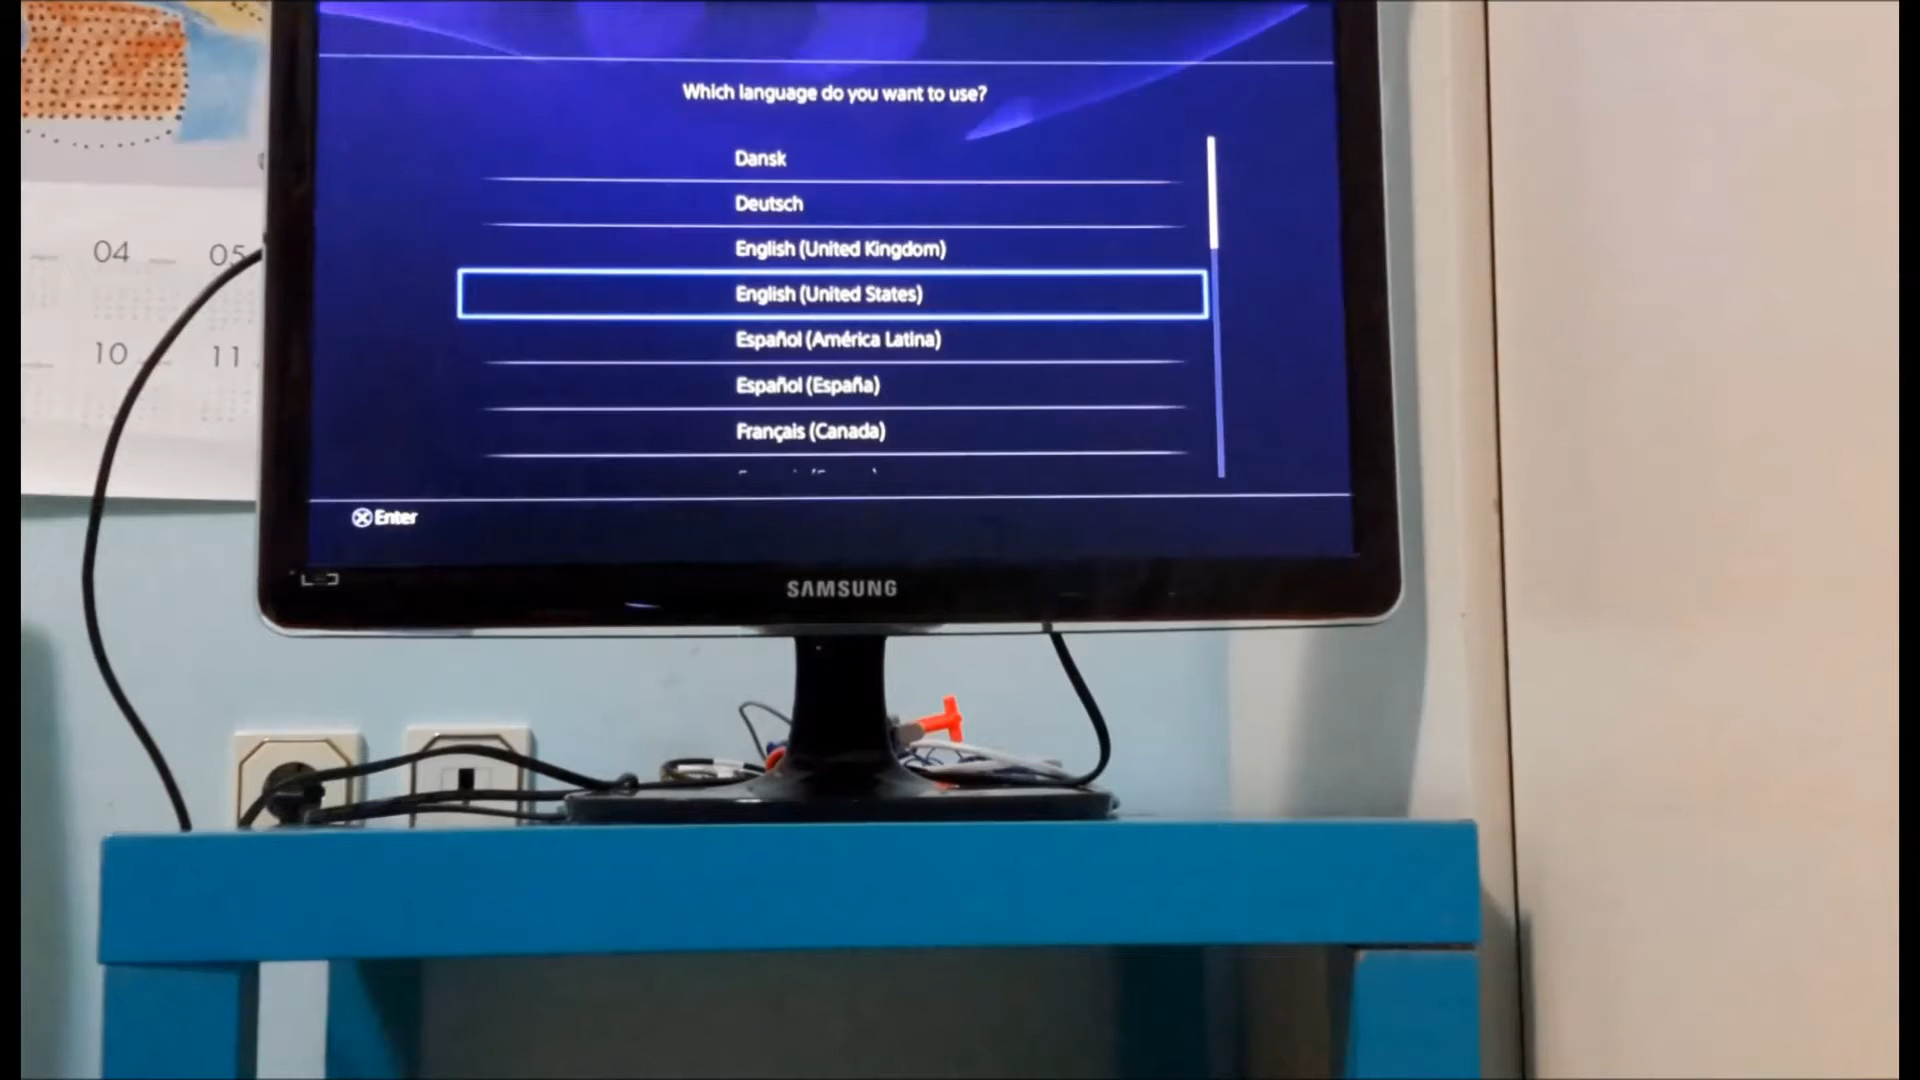 Which language do you want to use?
Dansk
Deutsch
English (United Kingdom)
English (United States)
Español (América Latina)
Español (España)
Français (Canada)
Enter
SAMSUNG
04
05
10
11